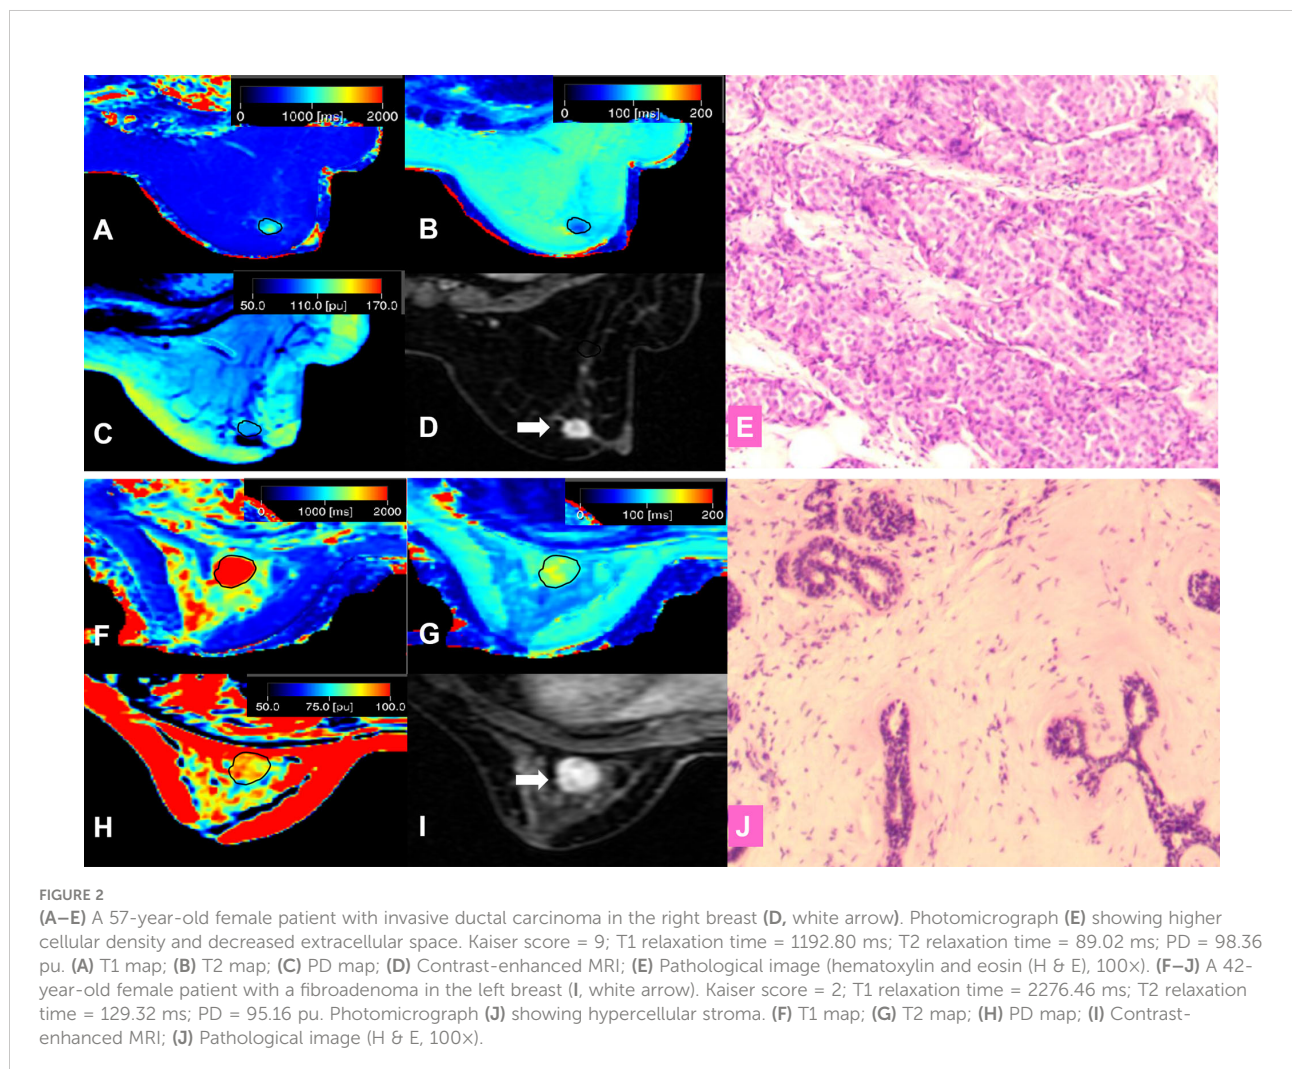 0 1000 [ms] 2000
0 100 [ms] 200
A
B
E
50.0 110.0 [pu] 170.0
C
D
0 1000 [ms] 2000
0 100 [ms] 200
F
G
J
50.0 75.0 [pu] 100.0
H
I
FIGURE 2
(A–E) A 57-year-old female patient with invasive ductal carcinoma in the right breast (D, white arrow). Photomicrograph (E) showing higher
cellular density and decreased extracellular space. Kaiser score = 9; T1 relaxation time = 1192.80 ms; T2 relaxation time = 89.02 ms; PD = 98.36
pu. (A) T1 map; (B) T2 map; (C) PD map; (D) Contrast-enhanced MRI; (E) Pathological image (hematoxylin and eosin (H & E), 100×). (F–J) A 42-
year-old female patient with a fibroadenoma in the left breast (I, white arrow). Kaiser score = 2; T1 relaxation time = 2276.46 ms; T2 relaxation
time = 129.32 ms; PD = 95.16 pu. Photomicrograph (J) showing hypercellular stroma. (F) T1 map; (G) T2 map; (H) PD map; (I) Contrast-
enhanced MRI; (J) Pathological image (H & E, 100×).